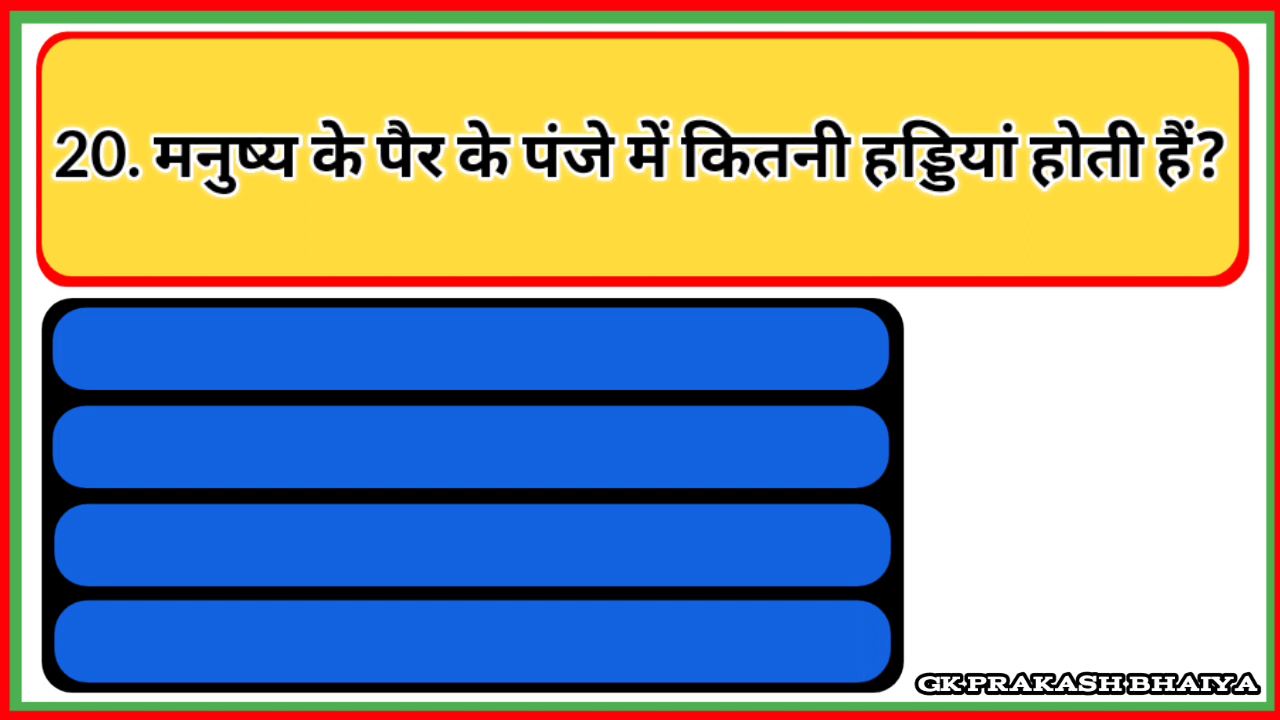 20. मनुष्य के पैर के पंजे में कितनी हड्डियां होती हैं?
GK PRAKASH BHAIYA